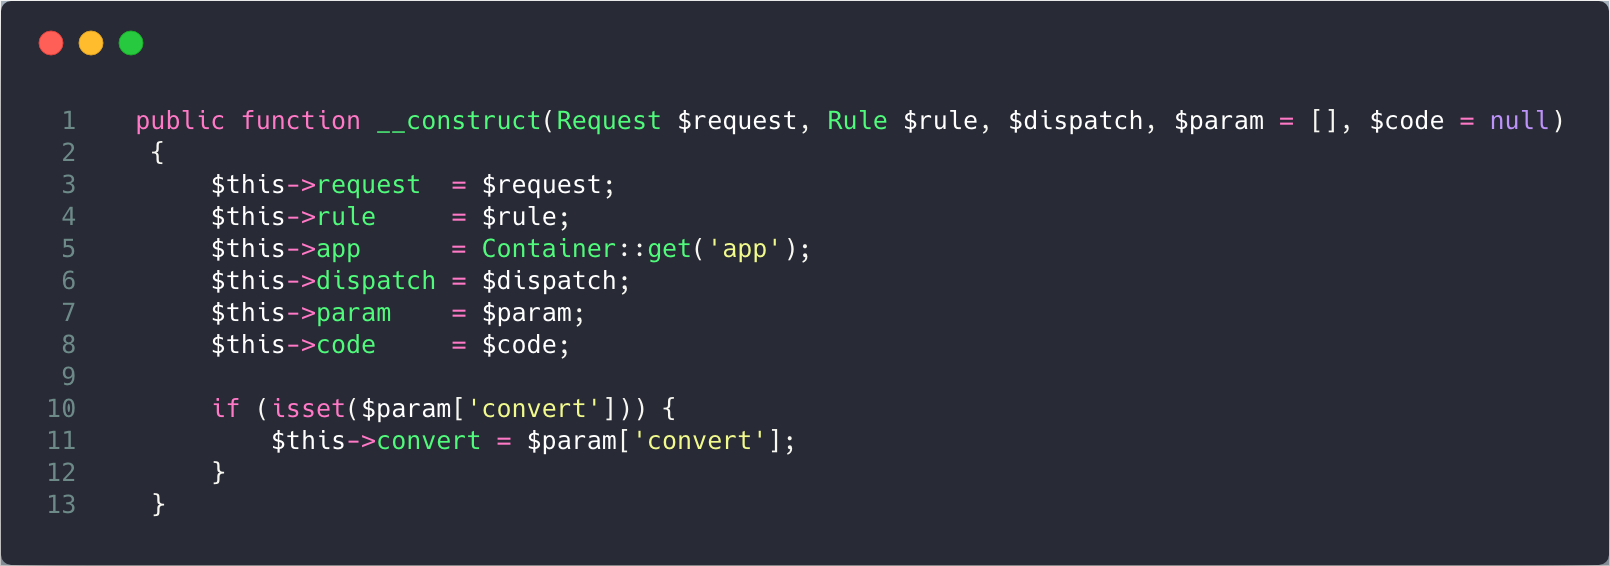 1 public function __construct(Request $request, Rule $rule, $dispatch, $param = [], $code = null)
2 {
3 $this->request = $request;
4 $this->rule = $rule;
5 $this->app = Container::get('app');
6 $this->dispatch = $dispatch;
7 $this->param = $param;
8 $this->code = $code;
9
10 if (isset($param['convert'])) {
11 $this->convert = $param['convert'];
12 }
13 }